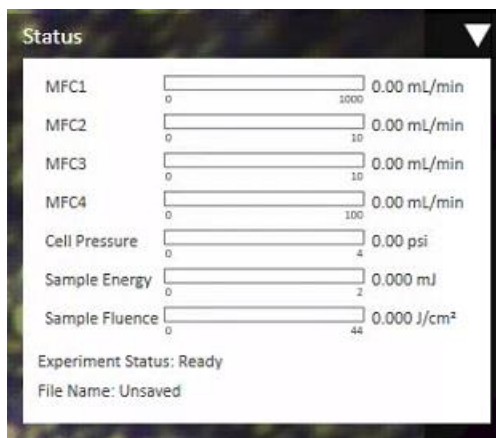 Status
MFC1 0.00 mL/min
0 1000
MFC2 0.00 mL/min
0 10
MFC3 0.00 mL/min
0 10
MFC4 0.00 mL/min
0 100
Cell Pressure 0.00 psi
0 4
Sample Energy 0.000 mJ
0 2
Sample Fluence 0.000 J/cm²
0 44
Experiment Status: Ready
File Name: Unsaved